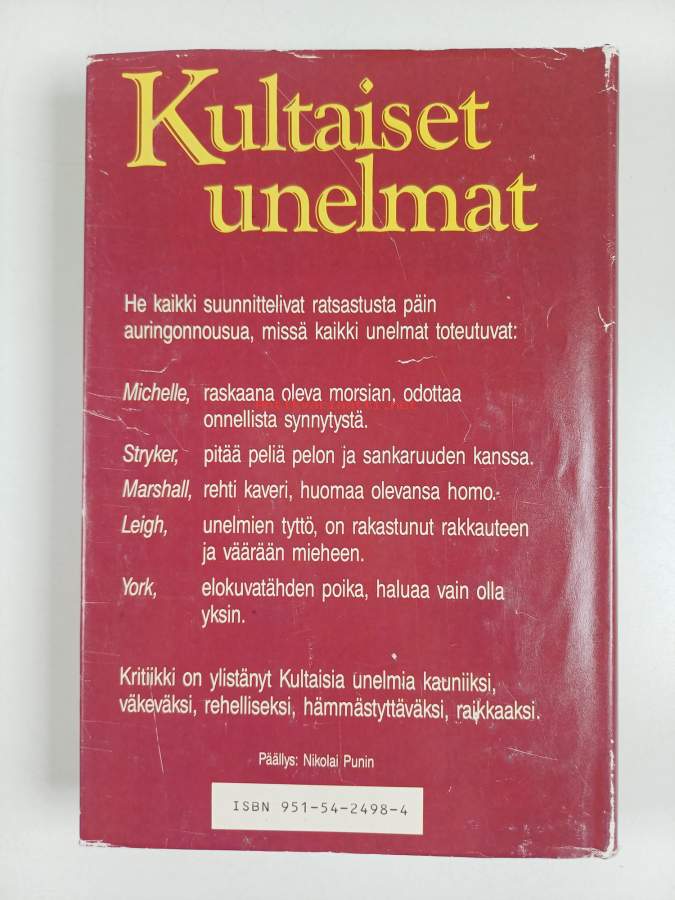 Kultaiset
unelmat
He kaikki suunnittelivat ratsastusta päin
auringonnousua, missä kaikki unelmat toteutuvat:
Michelle, raskaana oleva morsian, odottaa
onnellista synnytystä.
Stryker, pitää peliä pelon ja sankaruuden kanssa.
Marshall, rehti kaveri, huomaa olevansa homo.
Leigh, unelmien tyttö, on rakastunut rakkauteen
ja väärään mieheen.
York, elokuvatähden poika, haluaa vain olla
yksin.
Kritiikki on ylistänyt Kultaisia unelmia kauniiksi,
väkeväksi, rehelliseksi, hämmästyttäväksi, raikkaaksi.
Päällys: Nikolai Punin
ISBN 951-54-2498-4